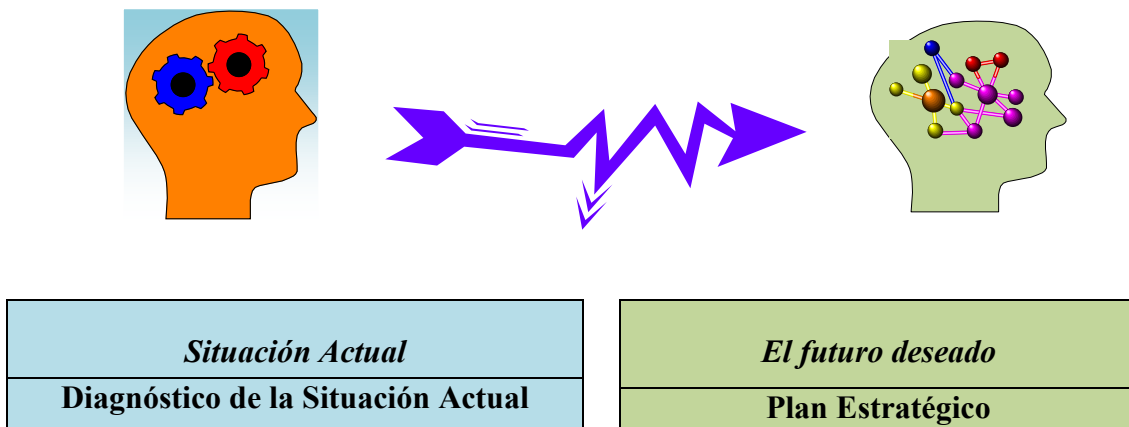 Situación Actual
Diagnóstico de la Situación Actual
El futuro deseado
Plan Estratégico